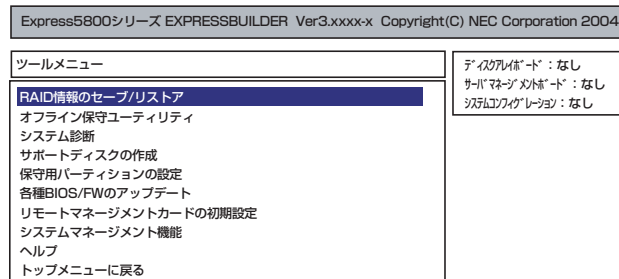 Express5800シリーズ EXPRESSBUILDER Ver3.xxxx-x Copyright(C) NEC Corporation 2004
ツールメニュー
RAID情報のセーブ/リストア
オフライン保守ユーティリティ
システム診断
サポートディスクの作成
保守用パーティションの設定
各種BIOS/FWのアップデート
リモートマネージメントカードの初期設定
システムマネージメント機能
ヘルプ
トップメニューに戻る
ﾃﾞｨｽｸｱﾚｲﾎﾞｰﾄﾞ：なし
ｻｰﾊﾞﾏﾈｰｼﾞﾒﾝﾄﾎﾞｰﾄﾞ：なし
ｼｽﾃﾑｺﾝﾌｨｸﾞﾚｰｼｮﾝ：なし